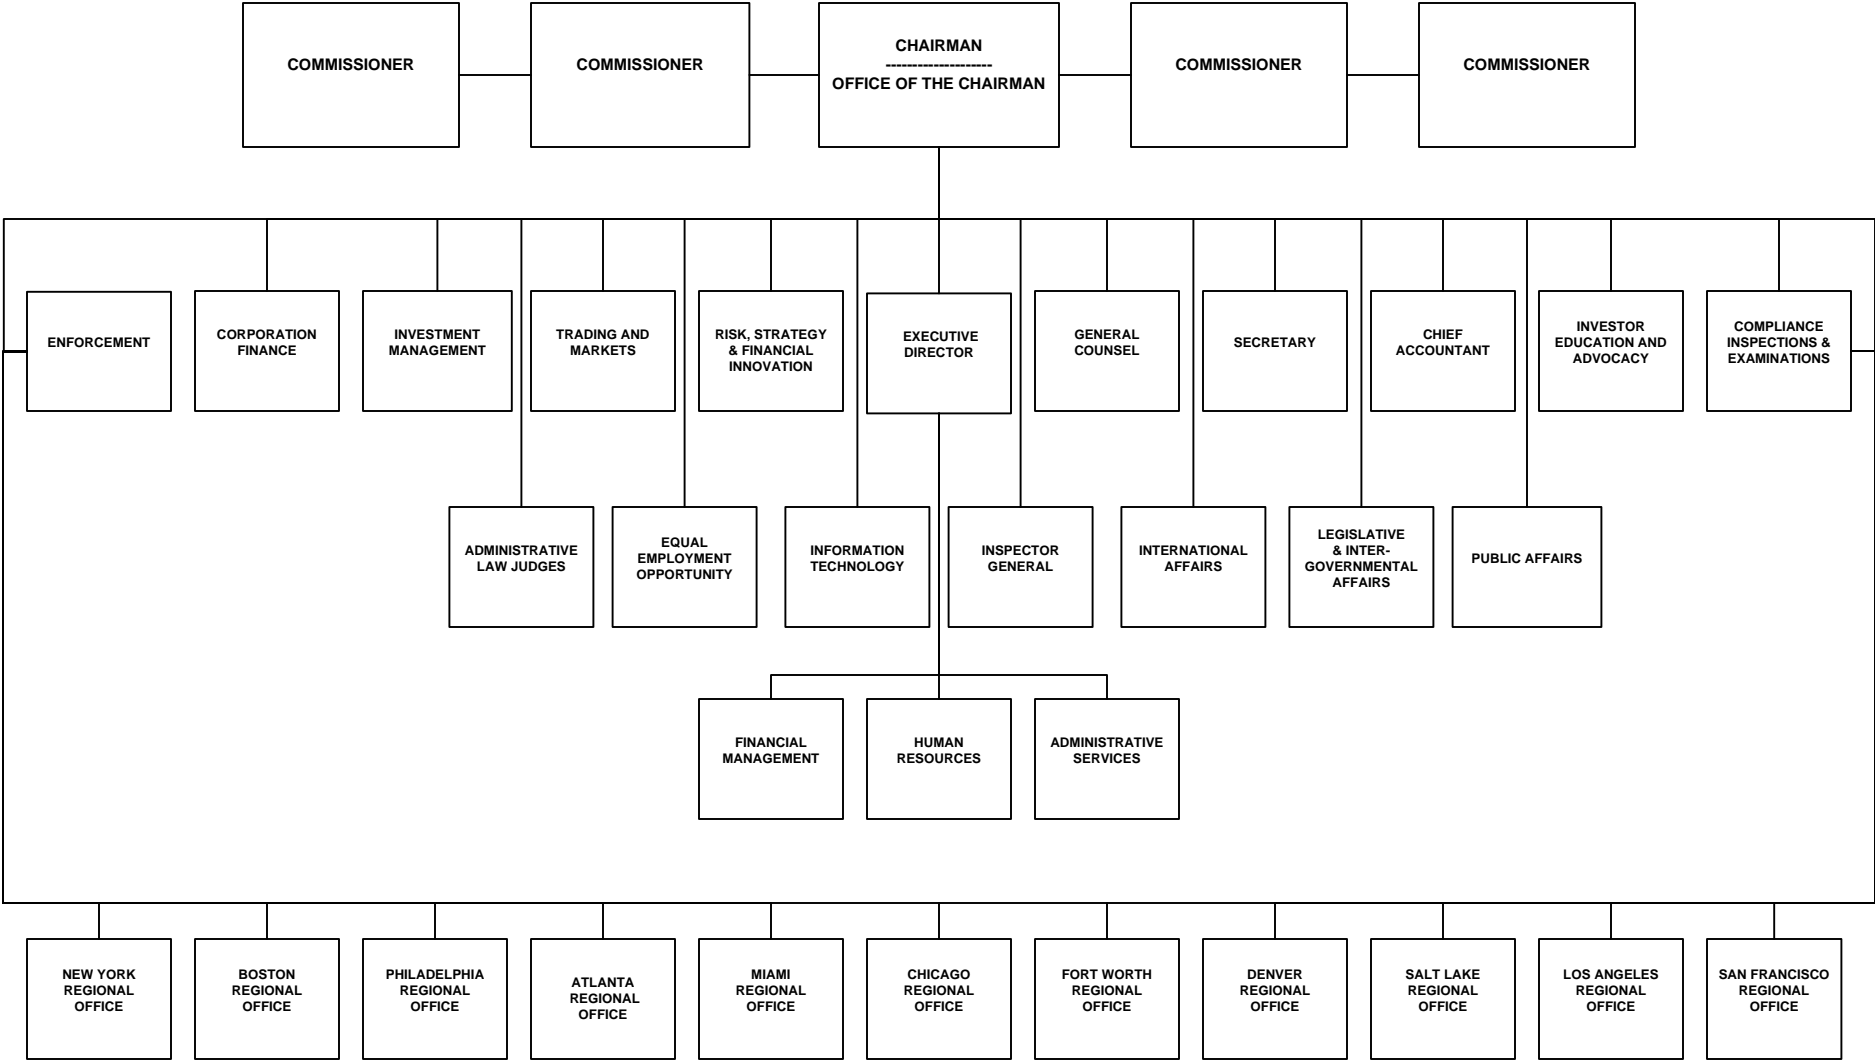 COMMISSIONER
COMMISSIONER
CHAIRMAN
--------------------
OFFICE OF THE CHAIRMAN
COMMISSIONER
COMMISSIONER
ENFORCEMENT
CORPORATION
FINANCE
INVESTMENT
MANAGEMENT
TRADING AND
MARKETS
RISK, STRATEGY
& FINANCIAL
INNOVATION
EXECUTIVE
DIRECTOR
GENERAL
COUNSEL
SECRETARY
CHIEF
ACCOUNTANT
INVESTOR
EDUCATION AND
ADVOCACY
COMPLIANCE
INSPECTIONS &
EXAMINATIONS
ADMINISTRATIVE
LAW JUDGES
EQUAL
EMPLOYMENT
OPPORTUNITY
INFORMATION
TECHNOLOGY
INSPECTOR
GENERAL
INTERNATIONAL
AFFAIRS
LEGISLATIVE
& INTER-
GOVERNMENTAL
AFFAIRS
PUBLIC AFFAIRS
FINANCIAL
MANAGEMENT
HUMAN
RESOURCES
ADMINISTRATIVE
SERVICES
NEW YORK
REGIONAL
OFFICE
BOSTON
REGIONAL
OFFICE
PHILADELPHIA
REGIONAL
OFFICE
ATLANTA
REGIONAL
OFFICE
MIAMI
REGIONAL
OFFICE
CHICAGO
REGIONAL
OFFICE
FORT WORTH
REGIONAL
OFFICE
DENVER
REGIONAL
OFFICE
SALT LAKE
REGIONAL
OFFICE
LOS ANGELES
REGIONAL
OFFICE
SAN FRANCISCO
REGIONAL
OFFICE